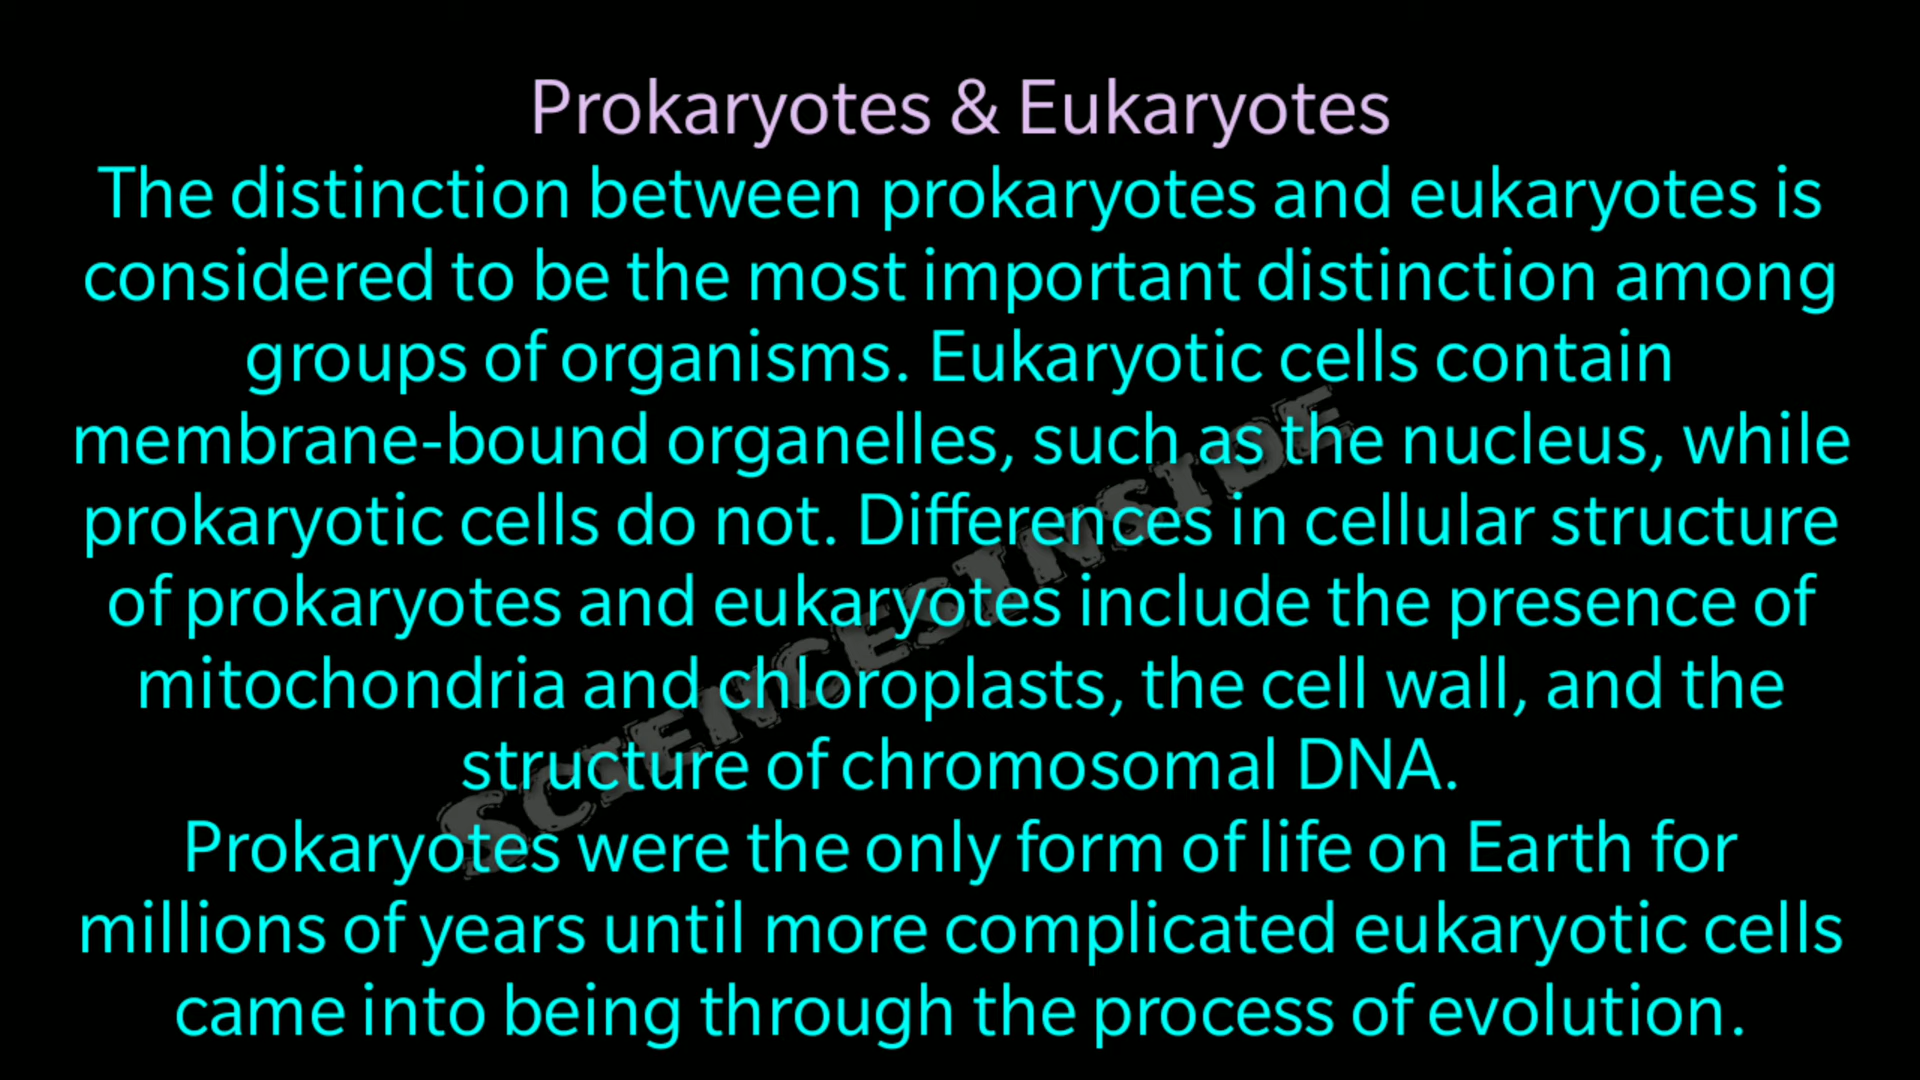 Prokaryotes & Eukaryotes
The distinction between prokaryotes and eukaryotes is
considered to be the most important distinction among
groups of organisms. Eukaryotic cells contain
membrane-bound organelles, such as the nucleus, while
prokaryotic cells do not. Differences in cellular structure
of prokaryotes and eukaryotes include the presence of
mitochondria and chloroplasts, the cell wall, and the
structure of chromosomal DNA.
Prokaryotes were the only form of life on Earth for
millions of years until more complicated eukaryotic cells
came into being through the process of evolution.
SCIENCESINSIDE